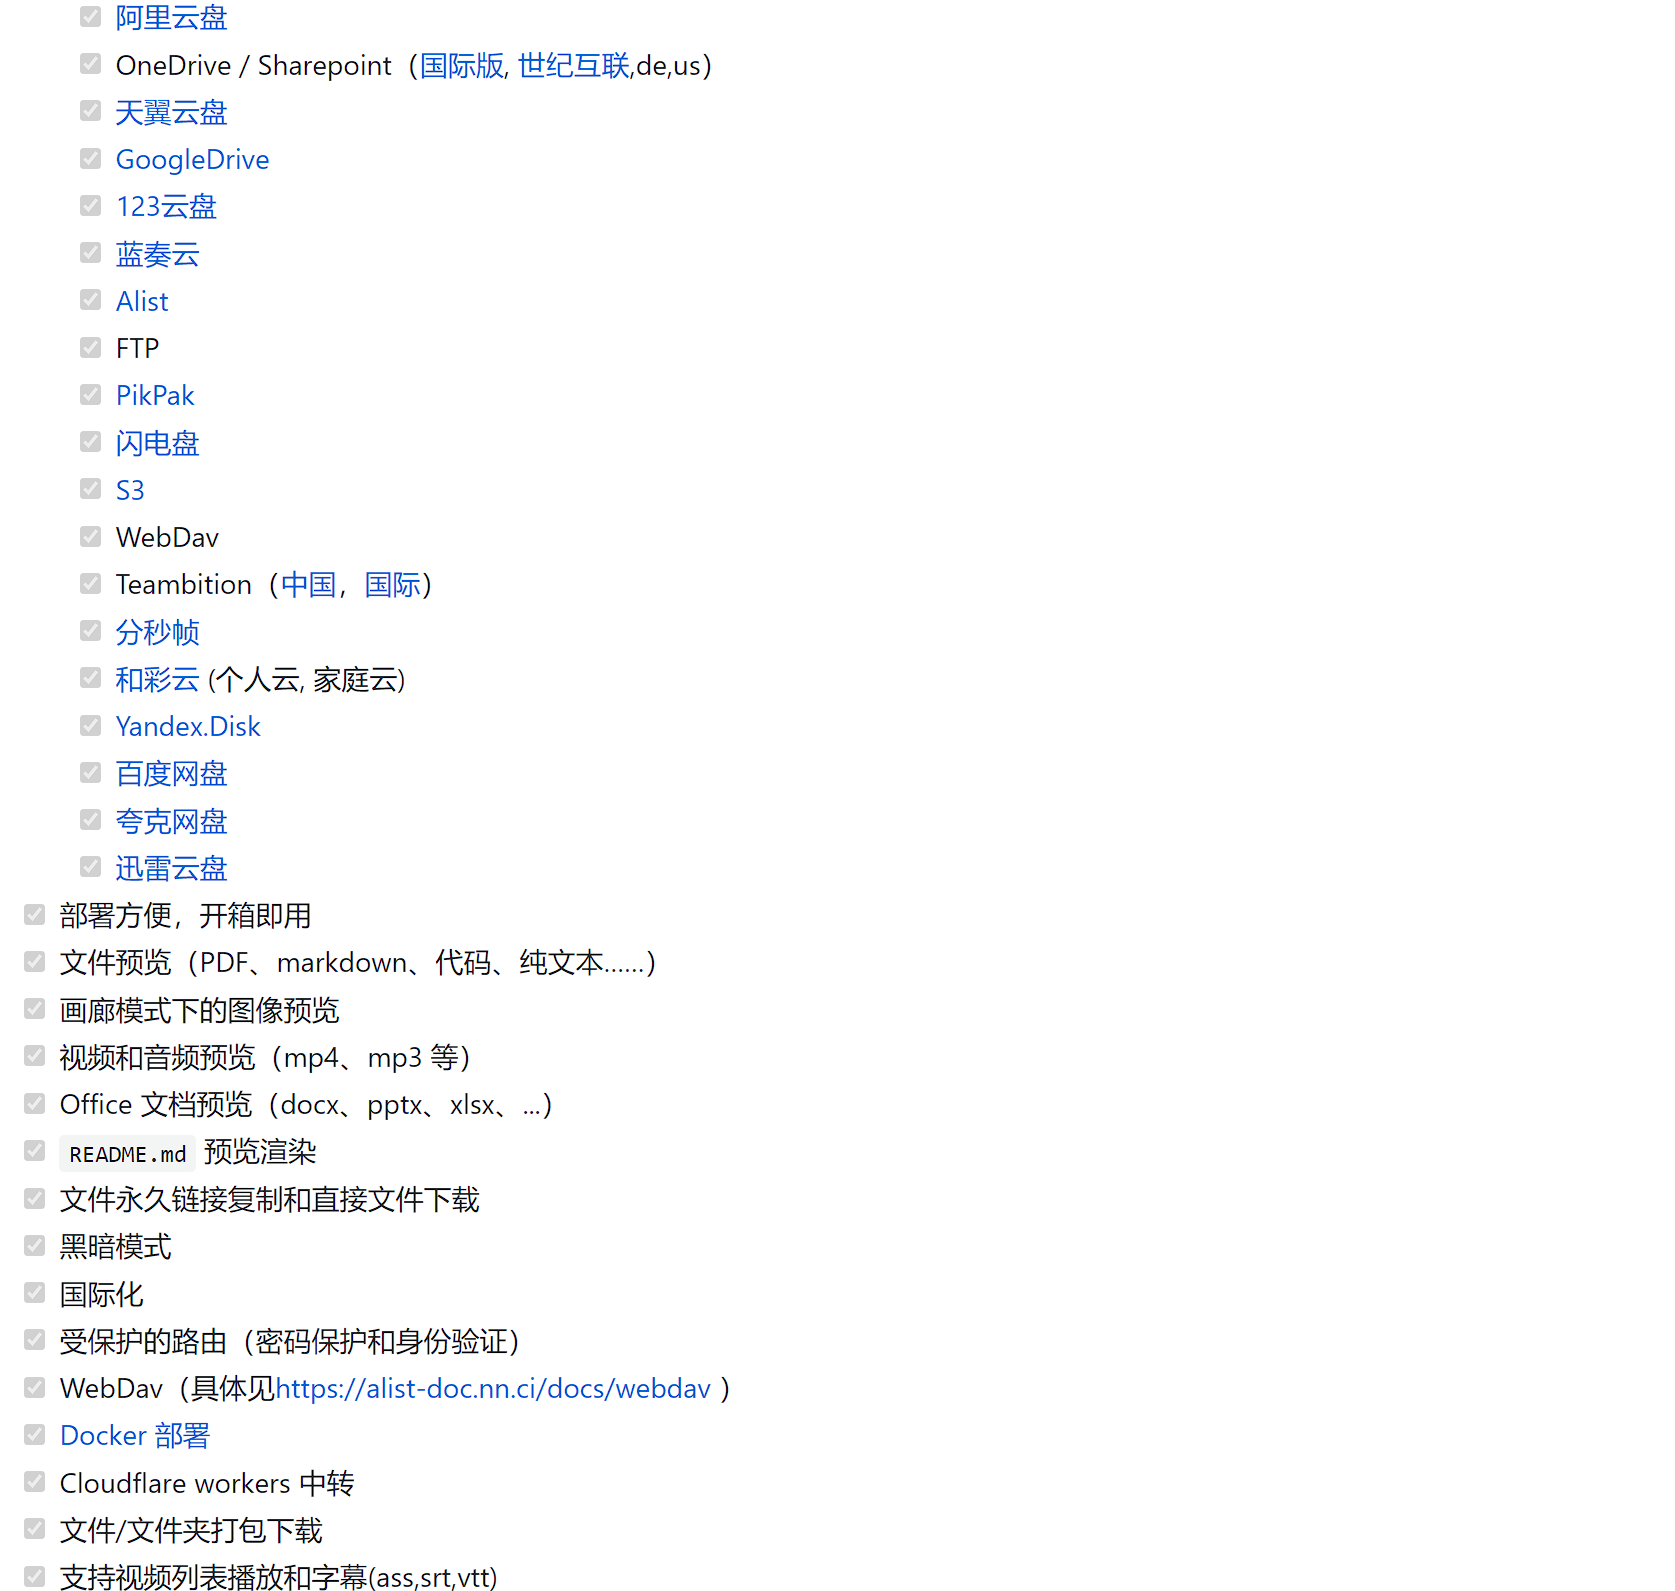 阿里云盘
OneDrive / Sharepoint（国际版, 世纪互联,de,us）
天翼云盘
GoogleDrive
123云盘
蓝奏云
Alist
FTP
PikPak
闪电盘
S3
WebDav
Teambition（中国，国际）
分秒帧
和彩云 (个人云, 家庭云)
Yandex.Disk
百度网盘
夸克网盘
迅雷云盘
部署方便，开箱即用
文件预览（PDF、markdown、代码、纯文本……）
画廊模式下的图像预览
视频和音频预览（mp4、mp3 等）
Office 文档预览（docx、pptx、xlsx、...）
README.md 预览渲染
文件永久链接复制和直接文件下载
黑暗模式
国际化
受保护的路由（密码保护和身份验证）
WebDav（具体见https://alist-doc.nn.ci/docs/webdav ）
Docker 部署
Cloudflare workers 中转
文件/文件夹打包下载
支持视频列表播放和字幕(ass,srt,vtt)